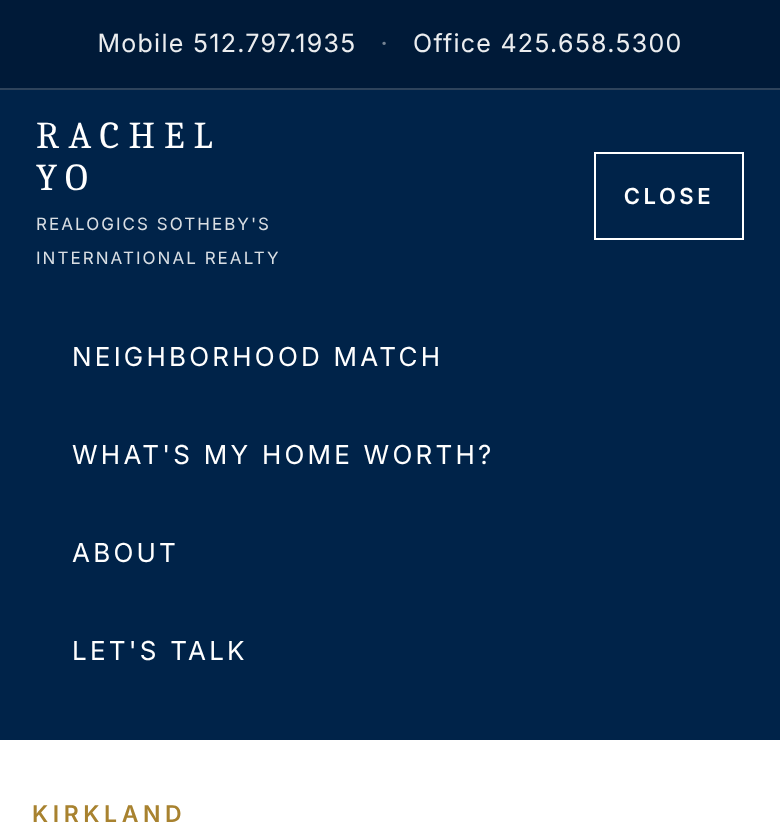 Mobile 512.797.1935 · Office 425.658.5300
RACHEL
YO
REALOGICS SOTHEBY'S
INTERNATIONAL REALTY
CLOSE
NEIGHBORHOOD MATCH
WHAT'S MY HOME WORTH?
ABOUT
LET'S TALK
KIRKLAND